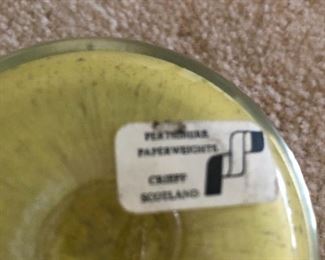 PERTHSHIRE
PAPERWEIGHTS
CRIEFF
SCOTLAND